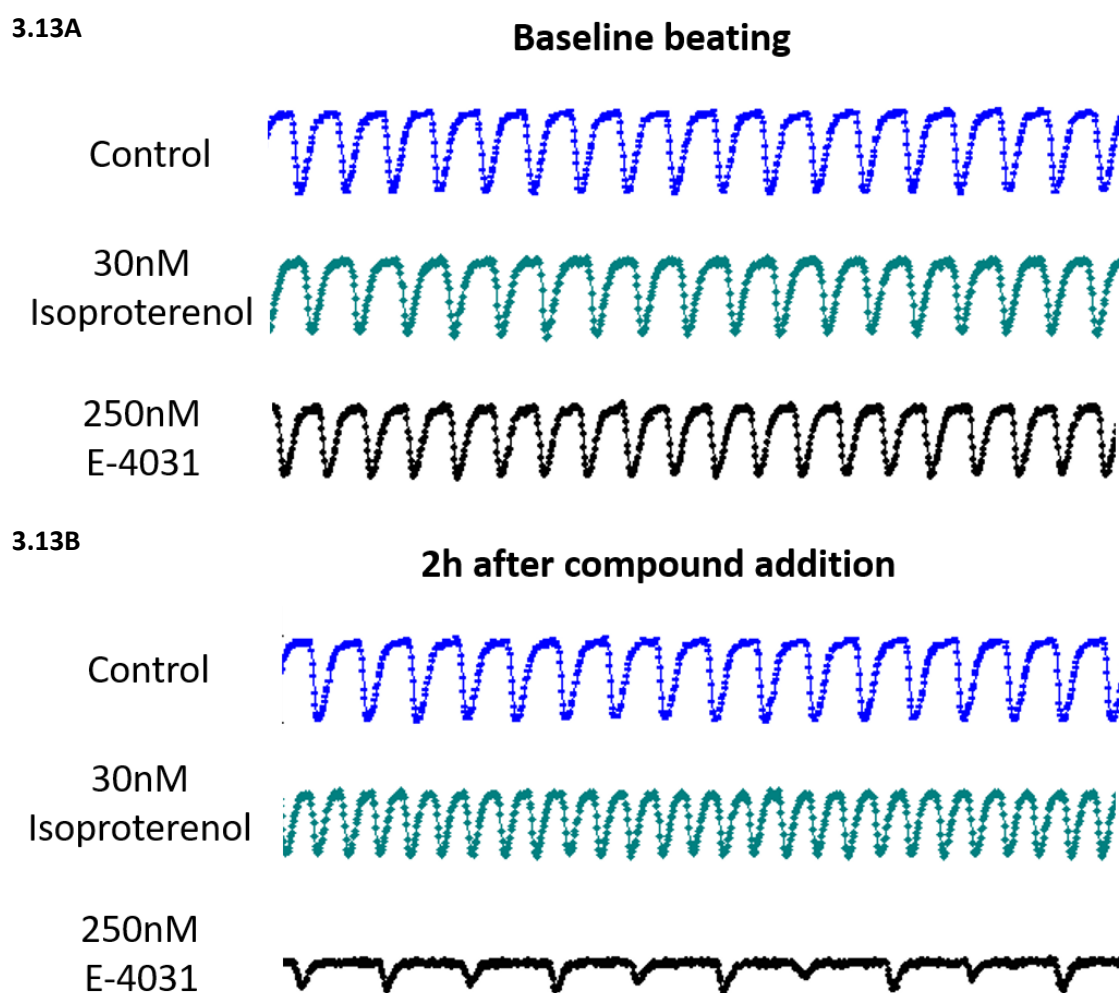 3.13A
Baseline beating
Control
30nM
Isoproterenol
250nM
E-4031
3.13B
2h after compound addition
Control
30nM
Isoproterenol
250nM
E-4031